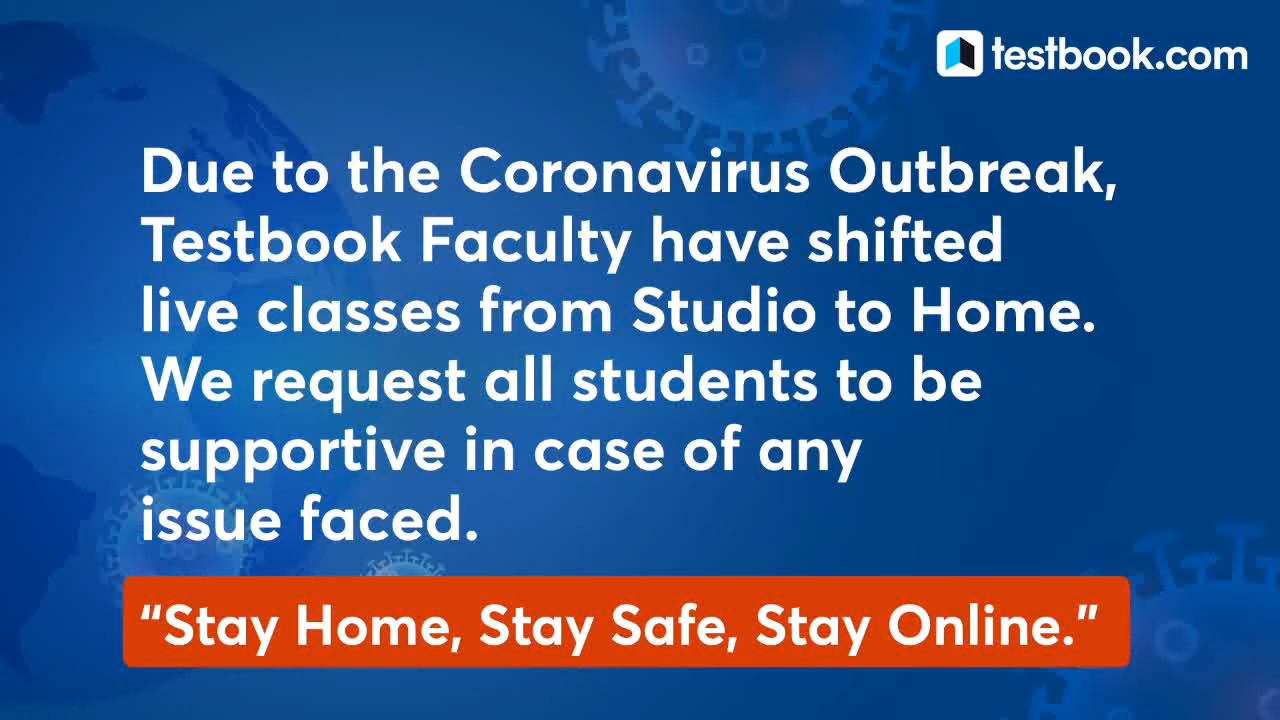 testbook.com
Due to the Coronavirus Outbreak,
Testbook Faculty have shifted
live classes from Studio to Home.
We request all students to be
supportive in case of any
issue faced.
“Stay Home, Stay Safe, Stay Online.”